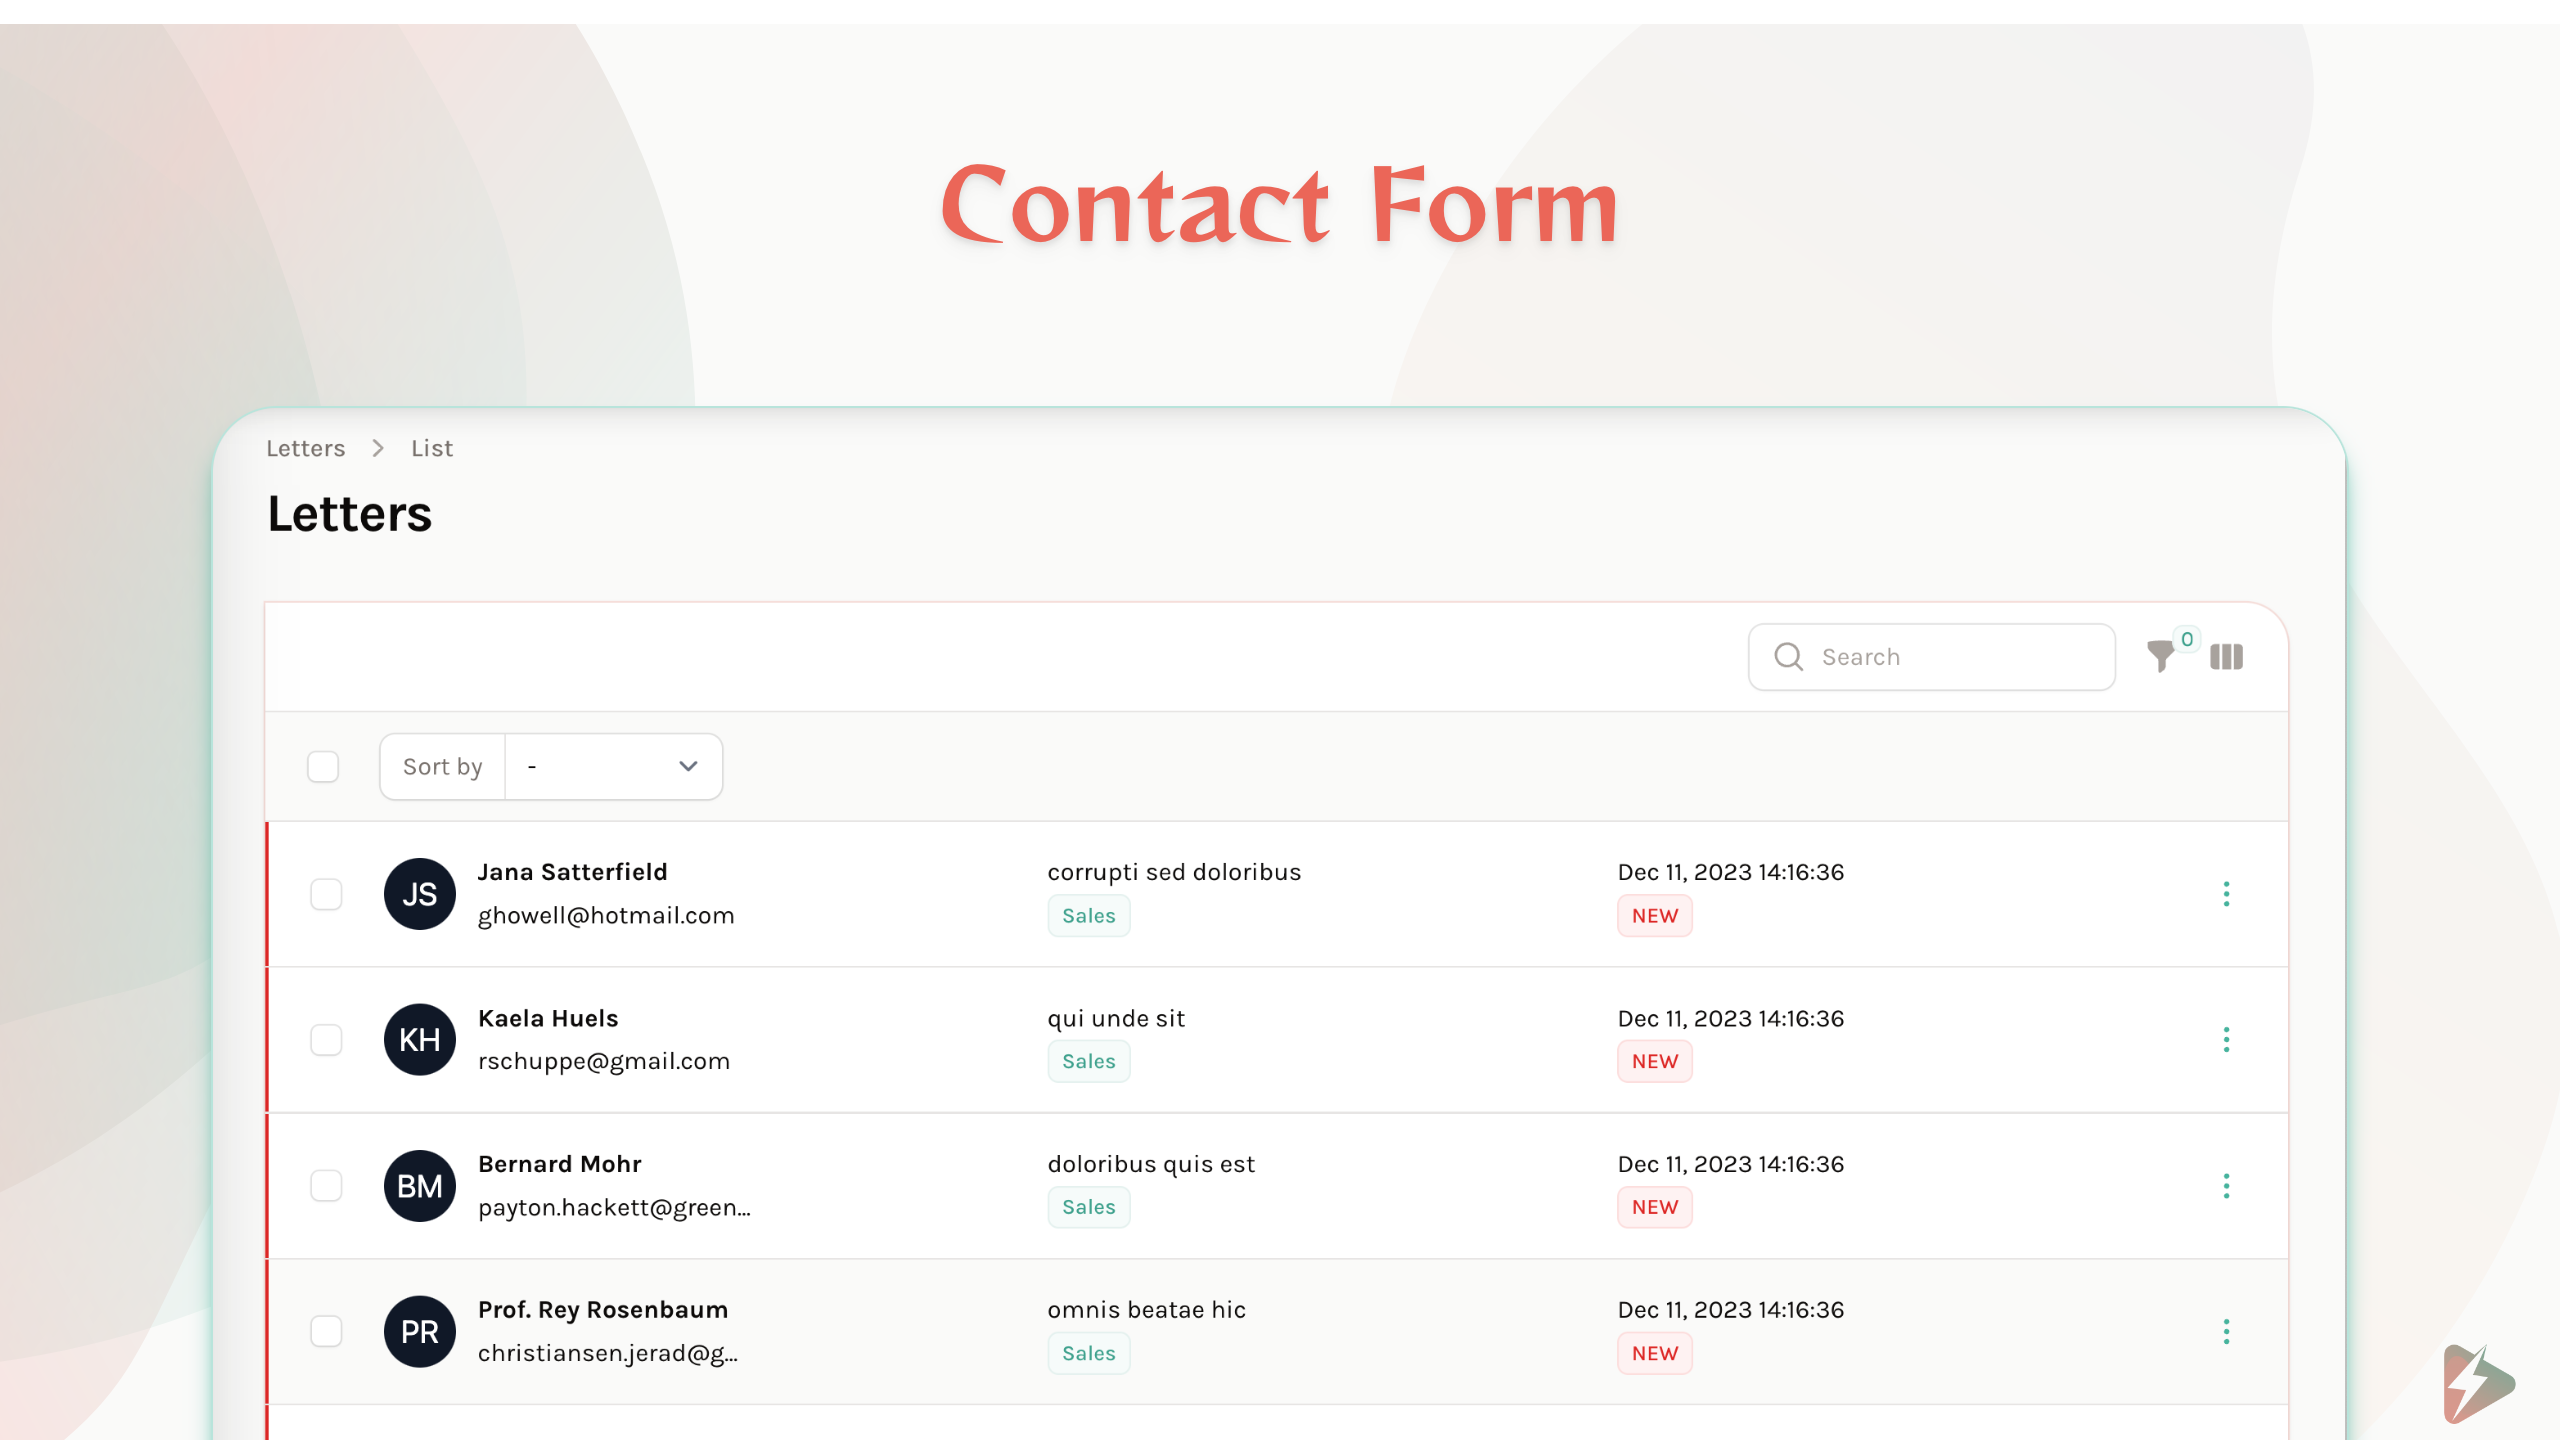 Contact Form
Letters List
Letters
Search 0
Sort by -
JS Jana Satterfield corrupti sed doloribus Dec 11, 2023 14:16:36
ghowell@hotmail.com Sales NEW
KH Kaela Huels qui unde sit Dec 11, 2023 14:16:36
rschuppe@gmail.com Sales NEW
BM Bernard Mohr doloribus quis est Dec 11, 2023 14:16:36
payton.hackett@green... Sales NEW
PR Prof. Rey Rosenbaum omnis beatae hic Dec 11, 2023 14:16:36
christiansen.jerad@g... Sales NEW